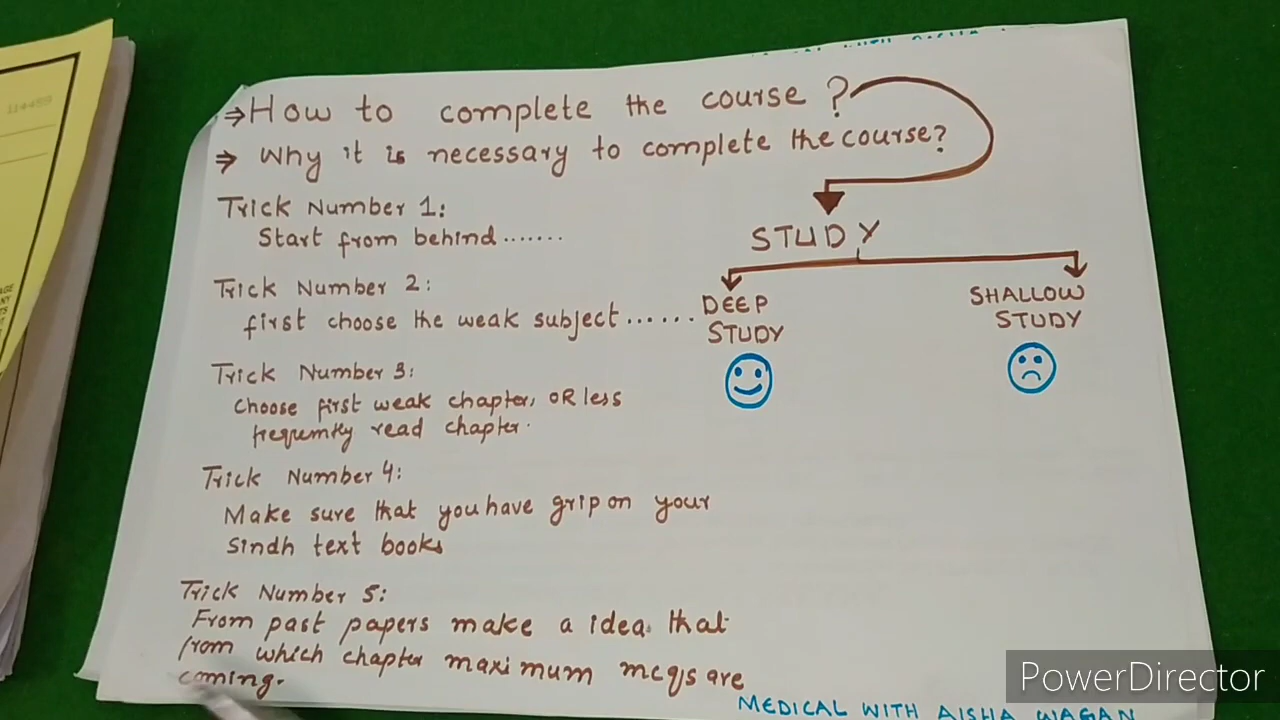 114489
⇒ How to complete the course ?
⇒ Why it is necessary to complete the course?
Trick Number 1:
Start from behind.......
Trick Number 2:
first choose the weak subject......
Trick Number 3:
Choose first weak chapter, OR less
frequently read chapter.
Trick Number 4:
Make sure that you have grip on your
Sindh text books
Trick Number 5:
From past papers make a idea that
from which chapter maximum mcqs are
coming.
STUDY
DEEP
STUDY
SHALLOW
STUDY
MEDICAL WITH AISHA WAGAN
PowerDirector